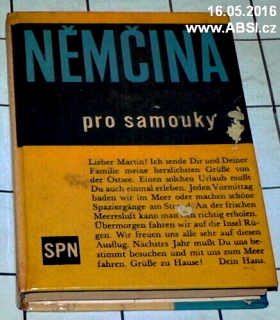 16.05.2016
www.ABSI.cz
NĚMČINA
pro samouky
Lieber Martin! Ich sende Dir und Deiner
Familie meine herzlichsten Grüße von
der Ostsee. Einen solchen Urlaub mußt
Du auch einmal erleben. Jeden Vormittag
baden wir im Meer oder machen schöne
Spaziergänge am An der frischen
Meeresluft kann man richtig erholen.
Übermorgen fahren wir auf die Insel Rü-
gen. Wir freuen uns alle sehr auf diesen
Ausflug. Nächstes Jahr mußt Du uns be-
stimmt besuchen und mit uns zum Meer
fahren. Grüße zu Hause! Dein Hans.
SPN